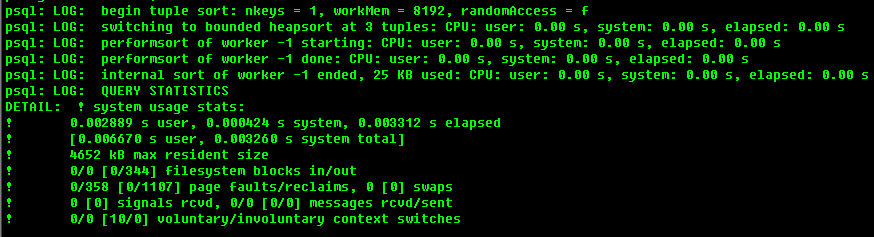 psql: LOG:  begin tuple sort: nkeys = 1, workMem = 8192, randomAccess = f
psql: LOG:  switching to bounded heapsort at 3 tuples: CPU: user: 0.00 s, system: 0.00 s, elapsed: 0.00 s
psql: LOG:  performsort of worker -1 starting: CPU: user: 0.00 s, system: 0.00 s, elapsed: 0.00 s
psql: LOG:  performsort of worker -1 done: CPU: user: 0.00 s, system: 0.00 s, elapsed: 0.00 s
psql: LOG:  internal sort of worker -1 ended, 25 KB used: CPU: user: 0.00 s, system: 0.00 s, elapsed: 0.00 s
psql: LOG:  QUERY STATISTICS
DETAIL:  ! system usage stats:
!       0.002889 s user, 0.000424 s system, 0.003312 s elapsed
!       [0.006670 s user, 0.003260 s system total]
!       4652 kB max resident size
!       0/0 [0/344] filesystem blocks in/out
!       0/358 [0/1107] page faults/reclaims, 0 [0] swaps
!       0 [0] signals rcvd, 0/0 [0/0] messages rcvd/sent
!       0/0 [10/0] voluntary/involuntary context switches